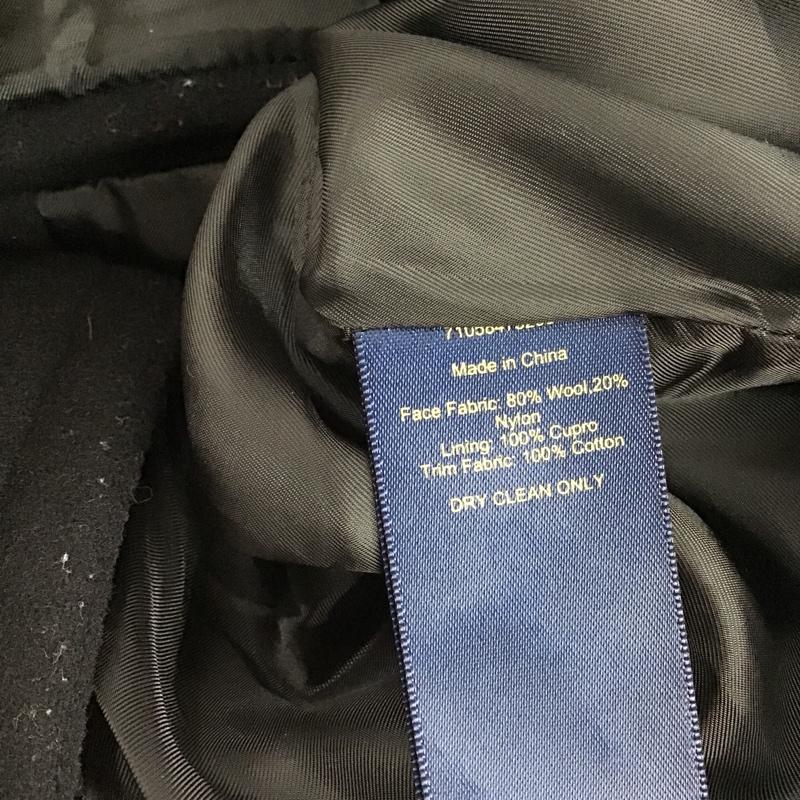 Made in China
Face Fabric: 80% Wool,20%
Nylon
Lining: 100% Cupro
Trim Fabric: 100% Cotton
DRY CLEAN ONLY